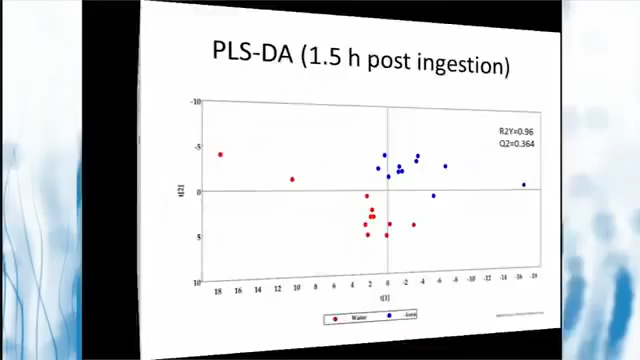 PLS-DA (1.5 h post ingestion)
-10
R2Y=0.96
-5
Q2=0.364
t[2]
0
5
10
18 16 14 12 10 8 6 4 2 0 -2 -4 -6 -8 -10 -12 -14 -16 -18
t[1]
Water